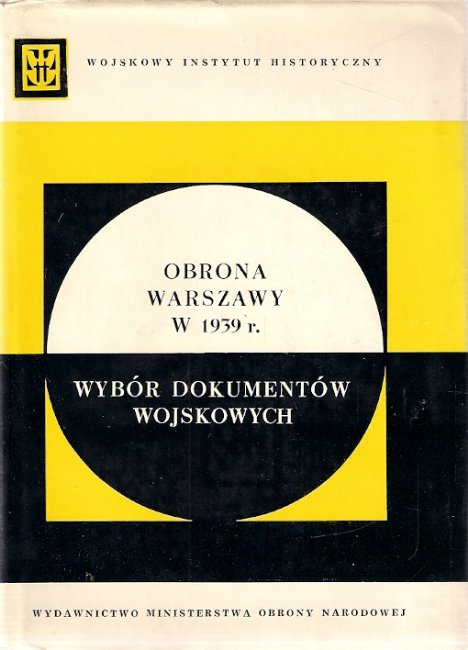 WOJSKOWY INSTYTUT HISTORYCZNY
OBRONA
WARSZAWY
W 1939 r.
WYBÓR DOKUMENTÓW
WOJSKOWYCH
WYDAWNICTWO MINISTERSTWA OBRONY NARODOWEJ